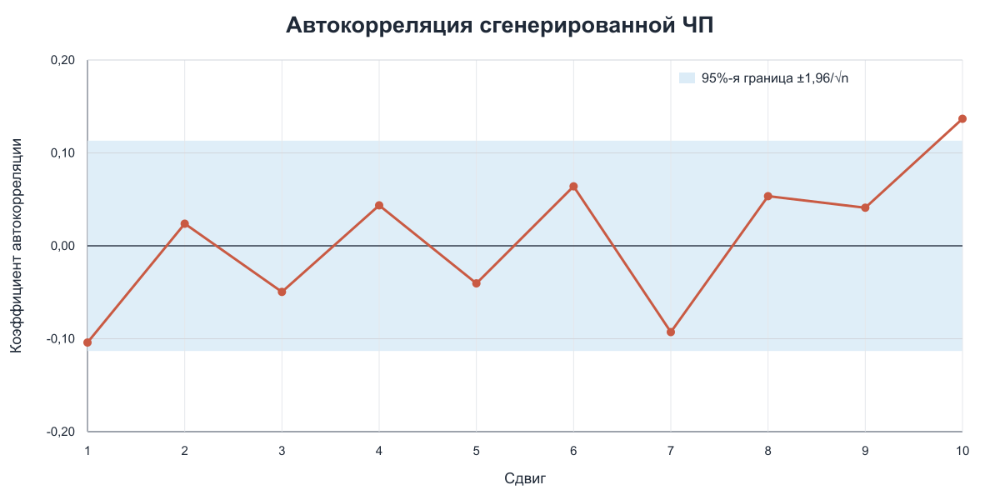 Автокорреляция сгенерированной ЧП
95%-я граница ±1,96/√n
Коэффициент автокорреляции
0,20
0,10
0,00
-0,10
-0,20
1 2 3 4 5 6 7 8 9 10
Сдвиг